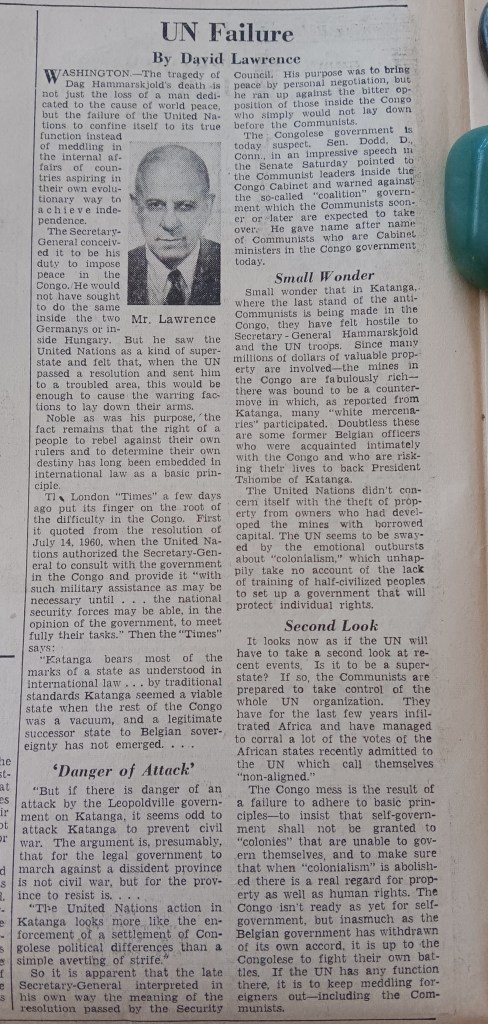 UN Failure
By David Lawrence
WASHINGTON.—The tragedy of
Dag Hammarskjold's death is
not just the loss of a man dedi-
cated to the cause of world peace,
but the failure of the United Na-
tions to confine itself to its true
function instead
of meddling in
the internal af-
fairs of coun-
tries aspiring in
their own evolu-
tionary way to
achieve inde-
pendence.
The Secretary-
General conceiv-
ed it to be his
duty to impose
peace in the
Congo. He would
not have sought
to do the same
inside the two
Germanys or in-
side Hungary. But he saw the
United Nations as a kind of super-
state and felt that, when the UN
passed a resolution and sent him
to a troubled area, this would be
enough to cause the warring fac-
tions to lay down their arms.
Noble as was his purpose, the
fact remains that the right of a
people to rebel against their own
rulers and to determine their own
destiny has long been embedded in
international law as a basic prin-
ciple.
London "Times" a few days
ago put its finger on the root of
the difficulty in the Congo. First
it quoted from the resolution of
July 14, 1960, when the United Na-
tions authorized the Secretary-Gen-
eral to consult with the government
in the Congo and provide it "with
such military assistance as may be
necessary until . . . the national
security forces may be able, in the
opinion of the government, to meet
fully their tasks." Then the "Times"
says:
"Katanga bears most of the
marks of a state as understood in
international law . . . by traditional
standards Katanga seemed a viable
state when the rest of the Congo
was a vacuum, and a legitimate
successor state to Belgian sover-
eignty has not emerged. . . .
'Danger of Attack'
"But if there is danger of an
attack by the Leopoldville govern-
ment on Katanga, it seems odd to
attack Katanga to prevent civil
war. The argument is, presumably,
that for the legal government to
march against a dissident province
is not civil war, but for the prov-
ince to resist is. . . .
"The United Nations action in
Katanga looks more like the en-
forcement of a settlement of Con-
golese political differences than a
simple averting of strife."
So it is apparent that the late
Secretary-General interpreted in
his own way the meaning of the
resolution passed by the Security
Mr. Lawrence
Council. His purpose was to bring
peace by personal negotiation, but
he ran up against the bitter op-
position of those inside the Congo
who simply would not lay down
before the Communists.
The Congolese government is
today suspect. Sen. Dodd, D.,
Conn., in an impressive speech in
the Senate Saturday pointed to
the Communist leaders inside the
Congo Cabinet and warned against
the so-called "coalition" govern-
ment which the Communists soon-
er or later are expected to take
over. He gave name after name
of Communists who are Cabinet
ministers in the Congo government
today.
Small Wonder
Small wonder that in Katanga,
where the last stand of the anti-
Communists is being made in the
Congo, they have felt hostile to
Secretary-General Hammarskjold
and the UN troops. Since many
millions of dollars of valuable prop-
erty are involved—the mines in
the Congo are fabulously rich—
there was bound to be a counter-
move in which, as reported from
Katanga, many "white mercena-
ries" participated. Doubtless these
are some former Belgian officers
who were acquainted intimately
with the Congo and who are risk-
ing their lives to back President
Tshombe of Katanga.
The United Nations didn't con-
cern itself with the theft of prop-
erty from owners who had devel-
oped the mines with borrowed
capital. The UN seems to be sway-
ed by the emotional outbursts
about "colonialism," which unhap-
pily take no account of the lack
of training of half-civilized peoples
to set up a government that will
protect individual rights.
Second Look
It looks now as if the UN will
have to take a second look at re-
cent events. Is it to be a super-
state? If so, the Communists are
prepared to take control of the
whole UN organization. They
have for the last few years infil-
trated Africa and have managed
to corral a lot of the votes of the
African states recently admitted to
the UN which call themselves
"non-aligned."
The Congo mess is the result of
a failure to adhere to basic prin-
ciples—to insist that self-govern-
ment shall not be granted to
"colonies" that are unable to gov-
ern themselves, and to make sure
that when "colonialism" is abolish-
ed there is a real regard for prop-
erty as well as human rights. The
Congo isn't ready as yet for self-
government, but inasmuch as the
Belgian government has withdrawn
of its own accord, it is up to the
Congolese to fight their own bat-
tles. If the UN has any function
there, it is to keep meddling for-
eigners out—including the Com-
munists.